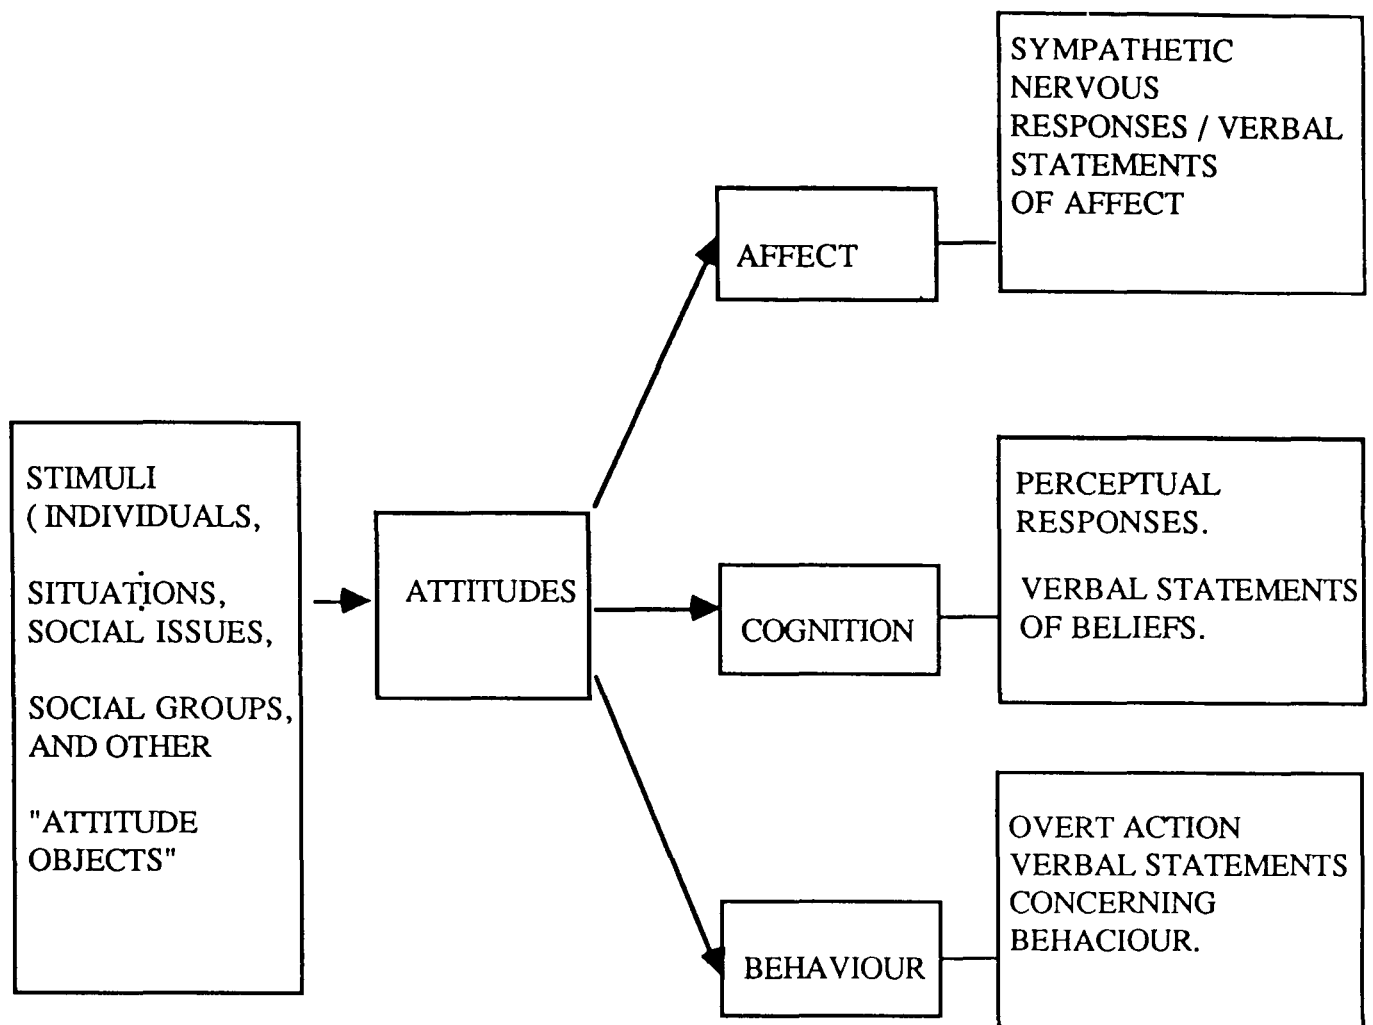 STIMULI
( INDIVIDUALS,
SITUATIONS,
SOCIAL ISSUES,
SOCIAL GROUPS,
AND OTHER
"ATTITUDE
OBJECTS"
ATTITUDES
AFFECT
SYMPATHETIC
NERVOUS
RESPONSES / VERBAL
STATEMENTS
OF AFFECT
COGNITION
PERCEPTUAL
RESPONSES.
VERBAL STATEMENTS
OF BELIEFS.
BEHAVIOUR
OVERT ACTION
VERBAL STATEMENTS
CONCERNING
BEHACIOUR.